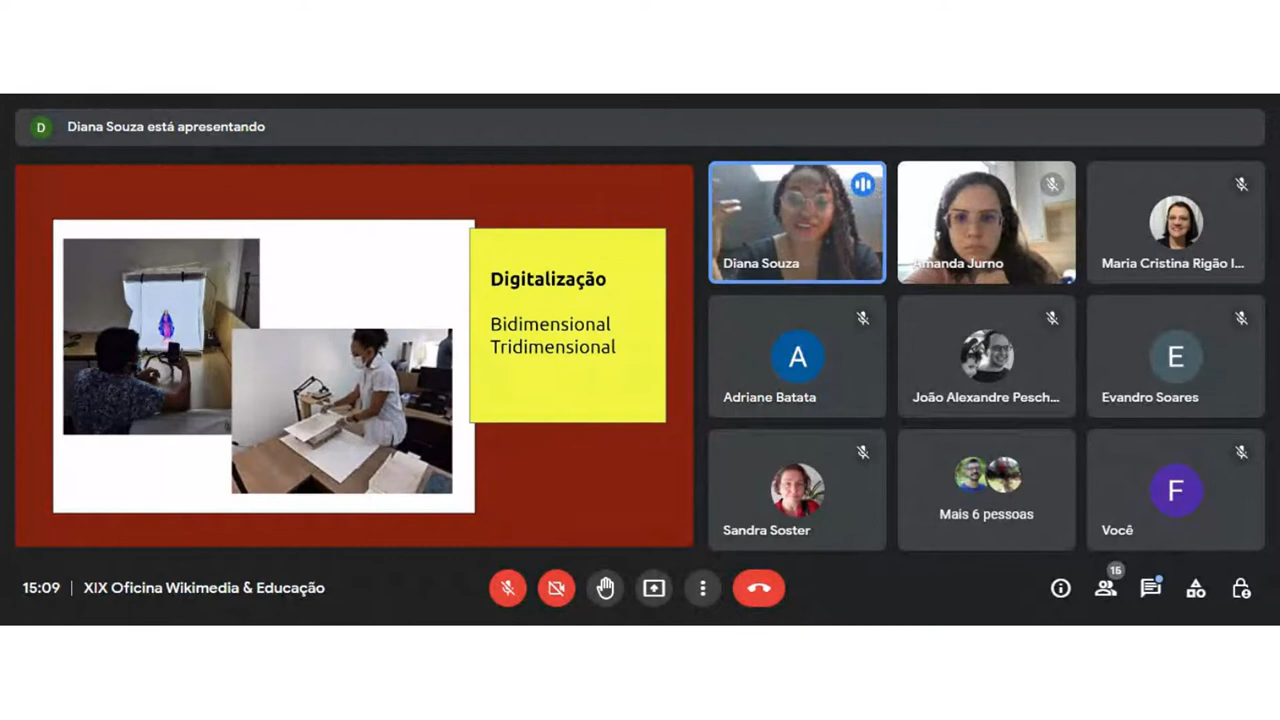 D
Diana Souza está apresentando
Digitalização
Bidimensional
Tridimensional
Diana Souza
Amanda Jurno
Maria Cristina Rigão I...
A
Adriane Batata
João Alexandre Pesch...
E
Evandro Soares
Sandra Soster
Mais 6 pessoas
F
Você
15:09 | XIX Oficina Wikimedia & Educação
15